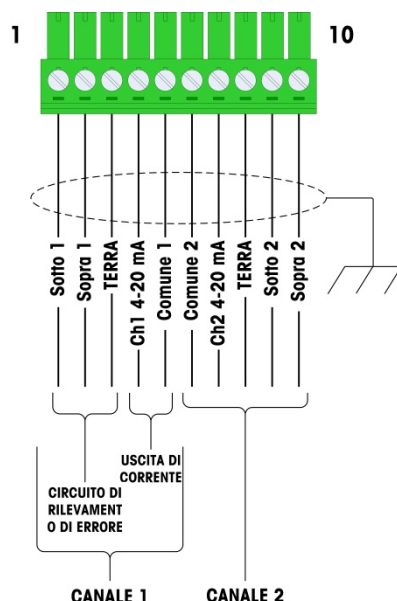 1
10
Sotto 1
Sopra 1
TERRA
Ch1 4-20 mA
Comune 1
Comune 2
Ch2 4-20 mA
TERRA
Sotto 2
Sopra 2
USCITA DI
CORRENTE
CIRCUITO DI
RILEVAMENT
O DI ERRORE
CANALE 1
CANALE 2